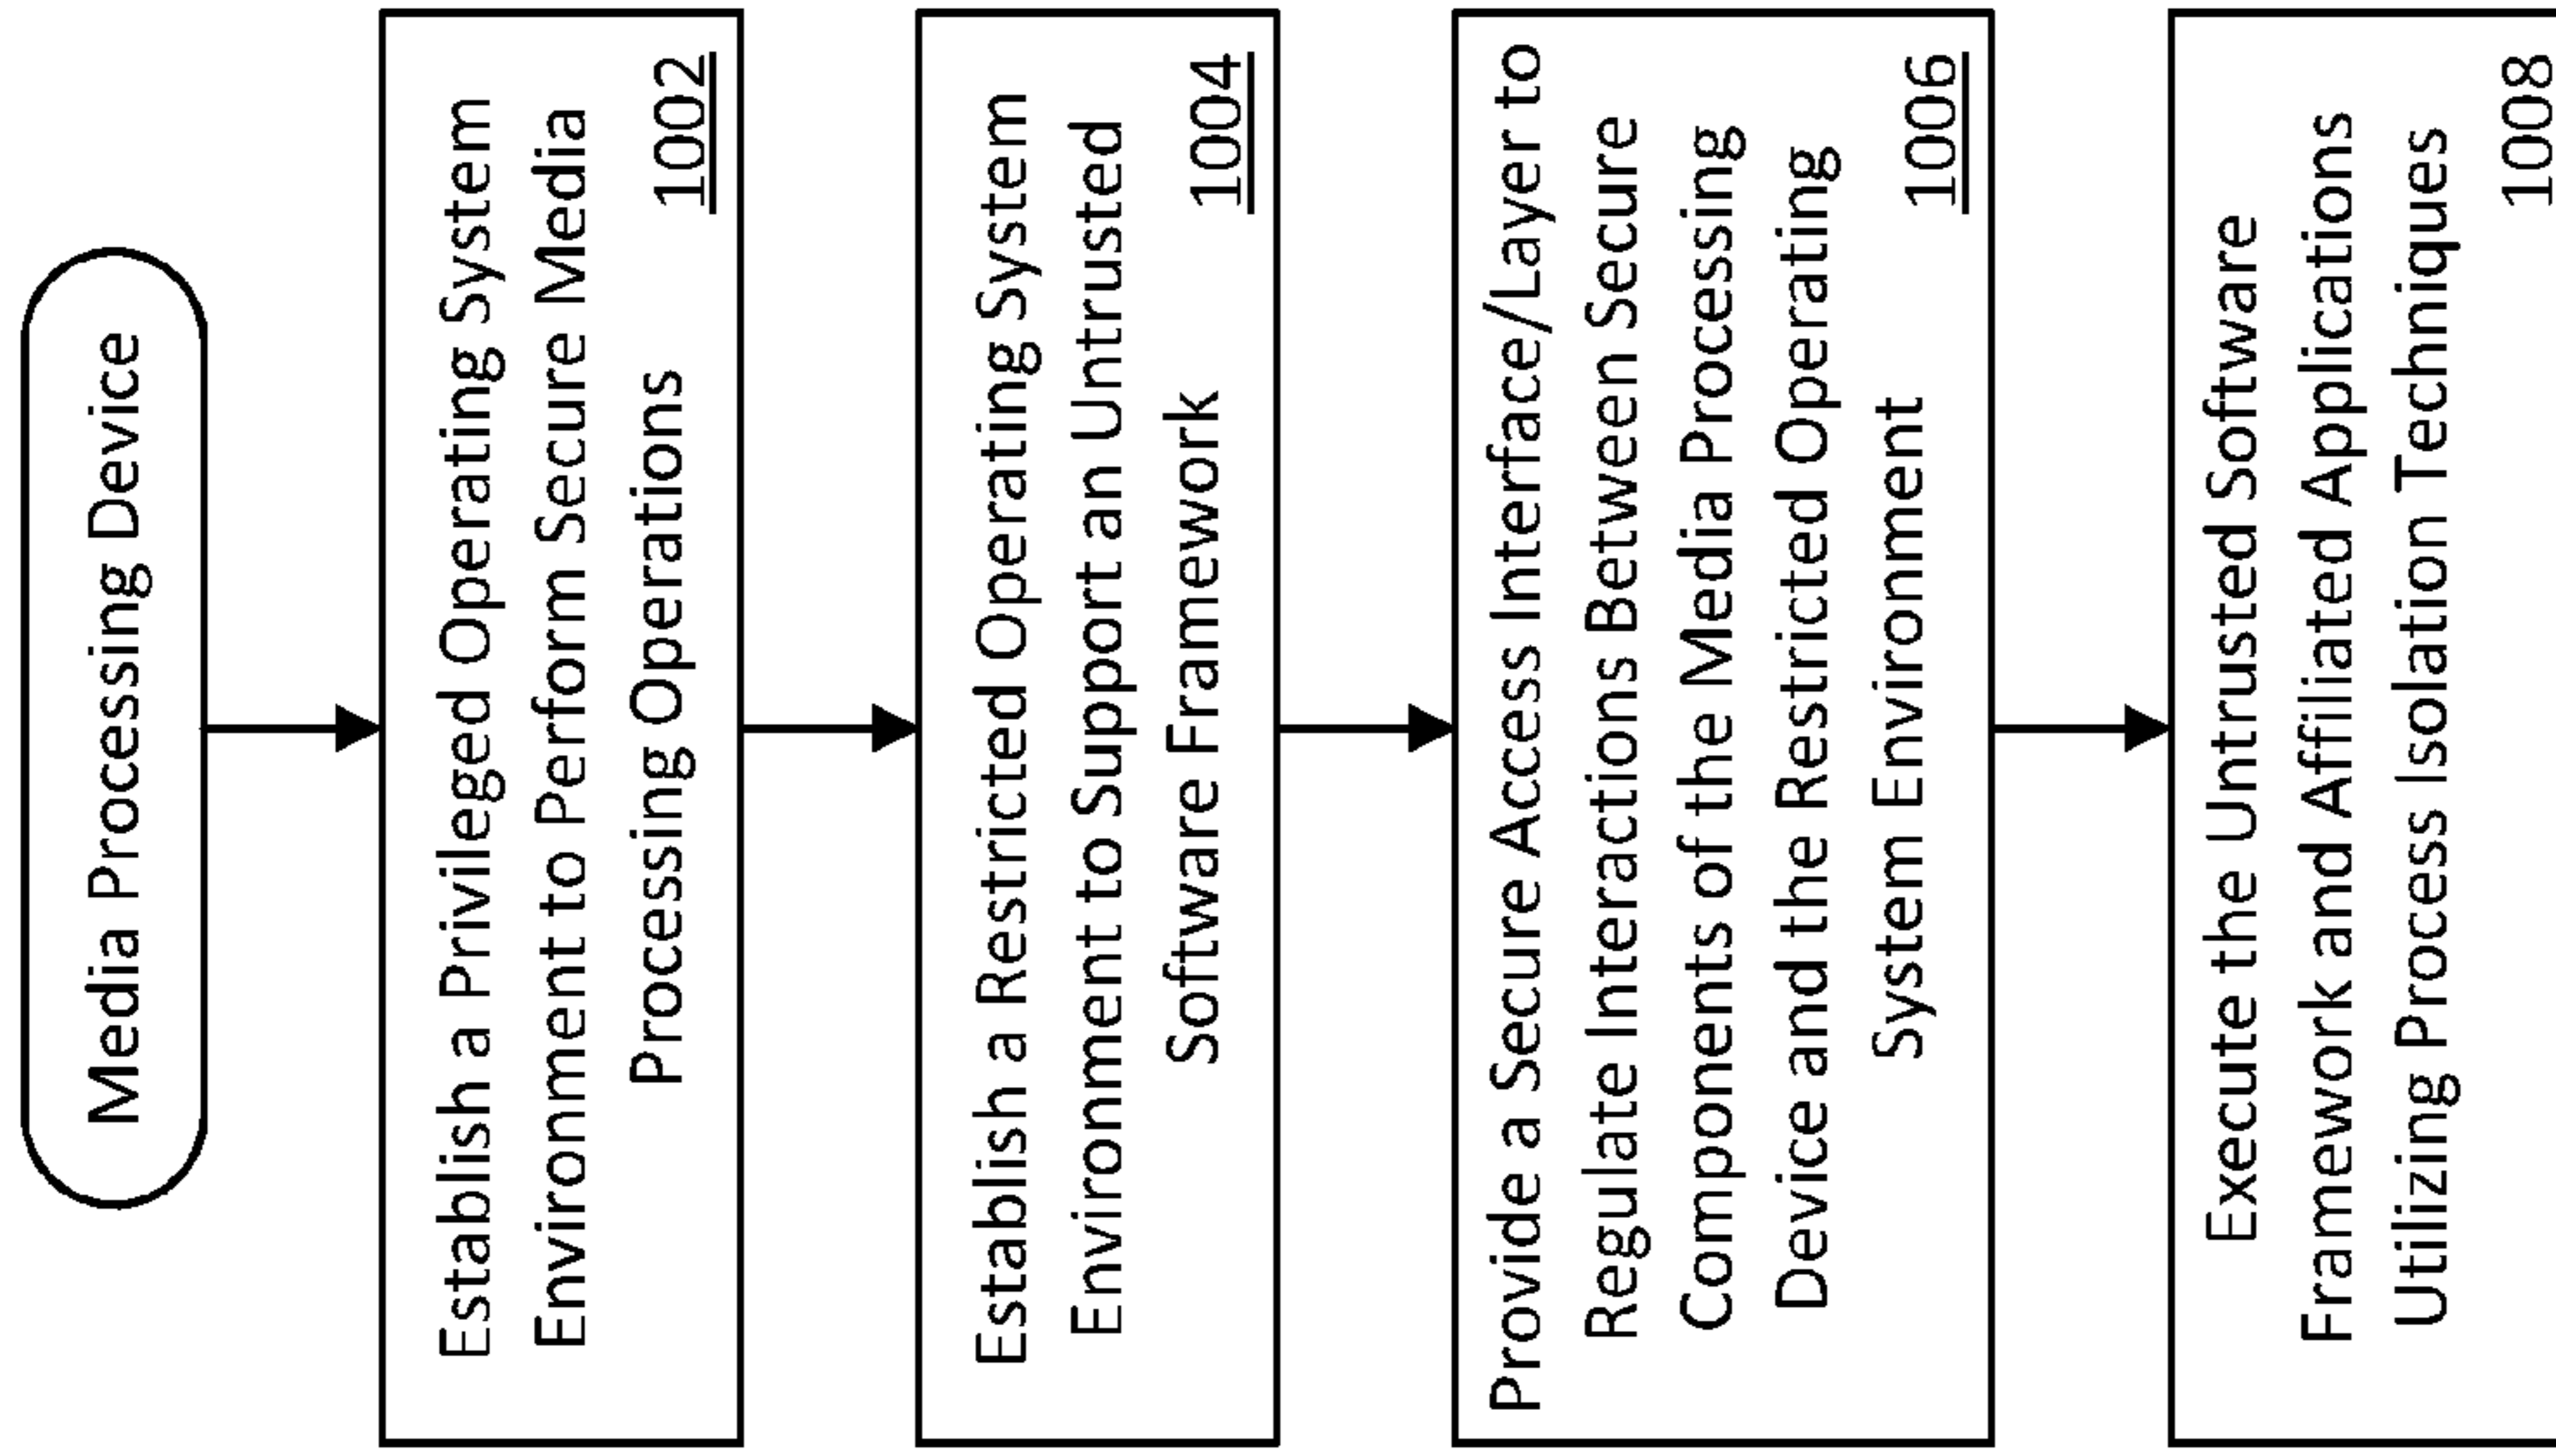 Media Processing Device
Establish a Privileged Operating System
Environment to Perform Secure Media
Processing Operations
1002
Establish a Restricted Operating System
Environment to Support an Untrusted
Software Framework
1004
Provide a Secure Access Interface/Layer to
Regulate Interactions Between Secure
Components of the Media Processing
Device and the Restricted Operating
System Environment
1006
Execute the Untrusted Software
Framework and Affiliated Applications
Utilizing Process Isolation Techniques
1008